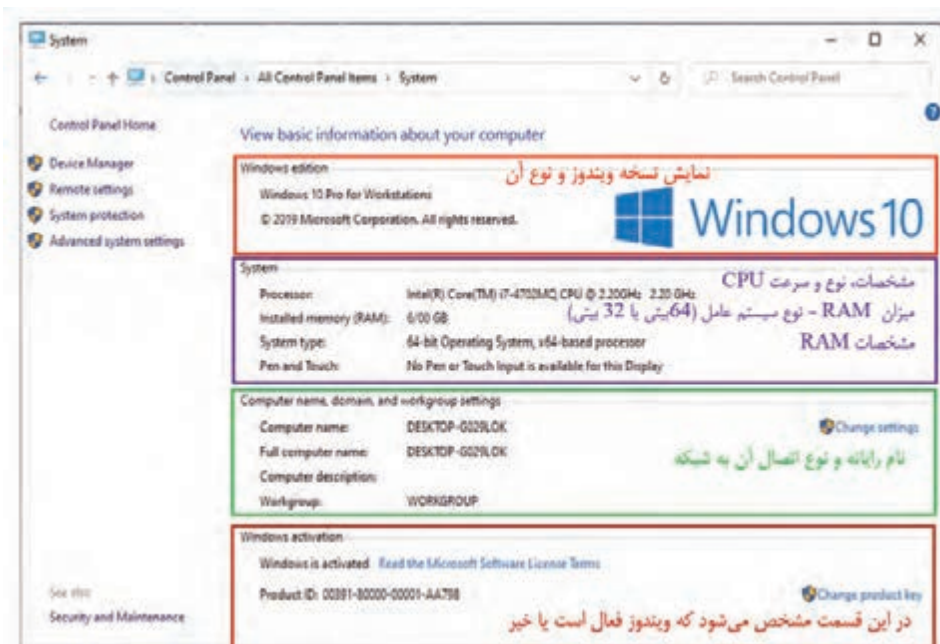 System
Control Panel › All Control Panel Items › System
Search Control Panel
Control Panel Home
Device Manager
Remote settings
System protection
Advanced system settings
See also
Security and Maintenance
View basic information about your computer
Windows edition
نمایش نسخه ویندوز و نوع آن
Windows 10 Pro for Workstations
© 2019 Microsoft Corporation. All rights reserved.
Windows 10
System
Processor: Intel(R) Core(TM) i7-4702MQ CPU @ 2.20GHz 2.20 GHz
مشخصات، نوع و سرعت CPU
Installed memory (RAM): 6/00 GB
میزان RAM - نوع سیستم عامل (64بیتی یا 32 بیتی)
System type: 64-bit Operating System, x64-based processor
مشخصات RAM
Pen and Touch: No Pen or Touch Input is available for this Display
Computer name, domain, and workgroup settings
Computer name: DESKTOP-G029LOK
Change settings
Full computer name: DESKTOP-G029LOK
نام رایانه و نوع اتصال آن به شبکه
Computer description:
Workgroup: WORKGROUP
Windows activation
Windows is activated Read the Microsoft Software License Terms
Product ID: 00391-80000-00001-AA798
Change product key
در این قسمت مشخص می‌شود که ویندوز فعال است یا خیر